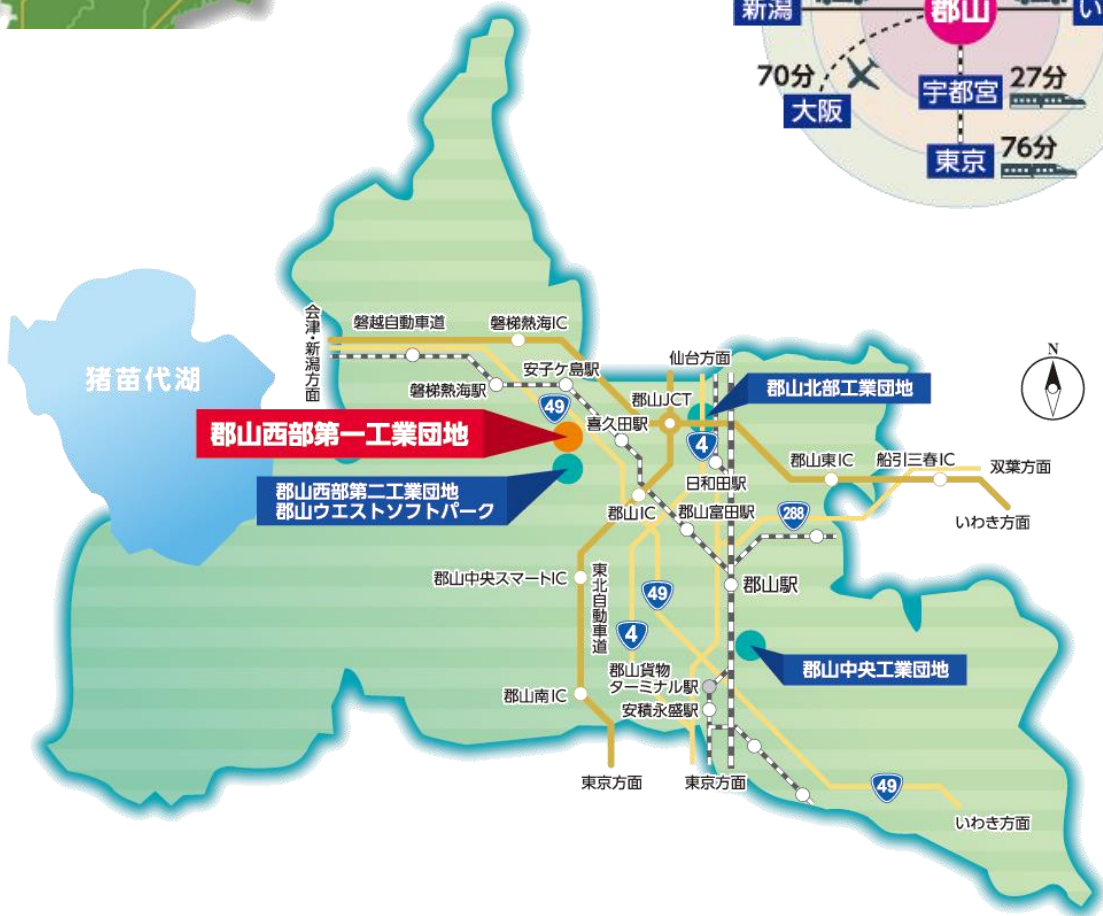 新潟
郡山
い
70分
大阪
宇都宮
27分
東京
76分
猪苗代湖
会津・新潟方面
磐越自動車道
磐梯熱海IC
磐梯熱海駅
安子ケ島駅
仙台方面
49
郡山JCT
喜久田駅
郡山北部工業団地
N
郡山西部第一工業団地
4
郡山東IC
船引三春IC
双葉方面
日和田駅
郡山西部第二工業団地
郡山ウエストソフトパーク
郡山IC
郡山富田駅
288
いわき方面
郡山中央スマートIC
東北自動車道
49
郡山駅
4
郡山貨物
ターミナル駅
郡山中央工業団地
郡山南IC
安積永盛駅
東京方面
東京方面
49
いわき方面